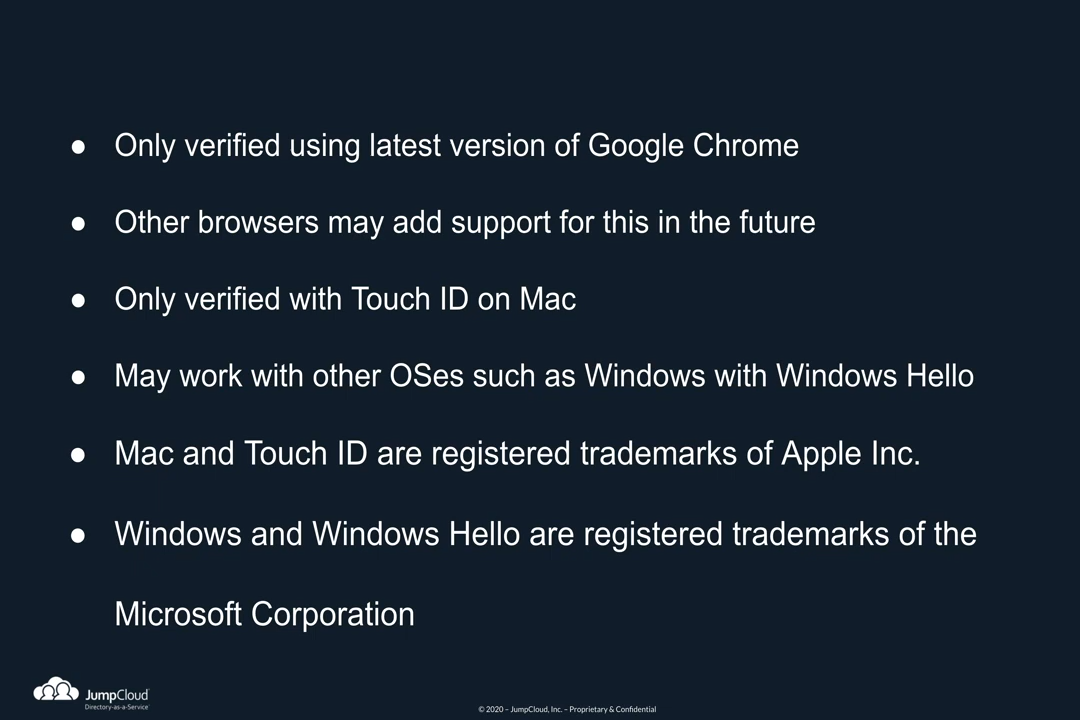 ● Only verified using latest version of Google Chrome
● Other browsers may add support for this in the future
● Only verified with Touch ID on Mac
● May work with other OSes such as Windows with Windows Hello
● Mac and Touch ID are registered trademarks of Apple Inc.
● Windows and Windows Hello are registered trademarks of the
Microsoft Corporation
JumpCloud
Directory-as-a-Service
© 2020 – JumpCloud, Inc. – Proprietary & Confidential